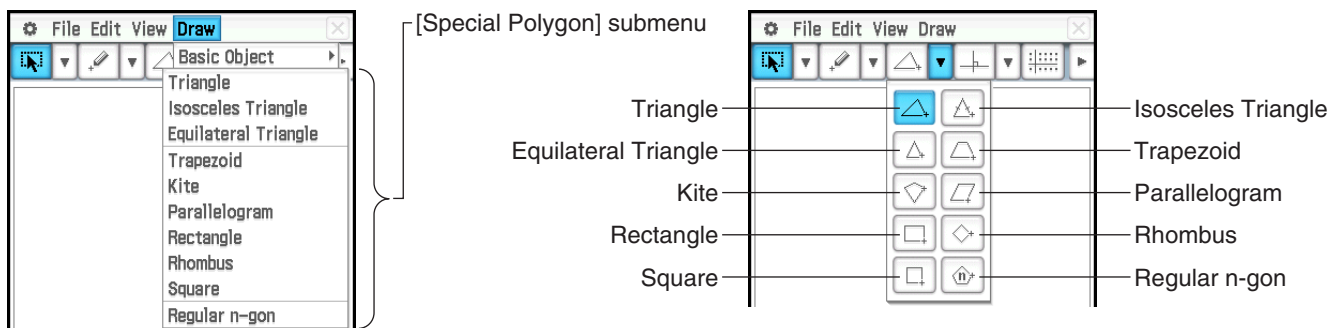 File Edit View Draw
Basic Object
Triangle
Isosceles Triangle
Equilateral Triangle
Trapezoid
Kite
Parallelogram
Rectangle
Rhombus
Square
Regular n-gon
[Special Polygon] submenu
File Edit View Draw
Triangle
Isosceles Triangle
Equilateral Triangle
Trapezoid
Kite
Parallelogram
Rectangle
Rhombus
Square
n
Regular n-gon